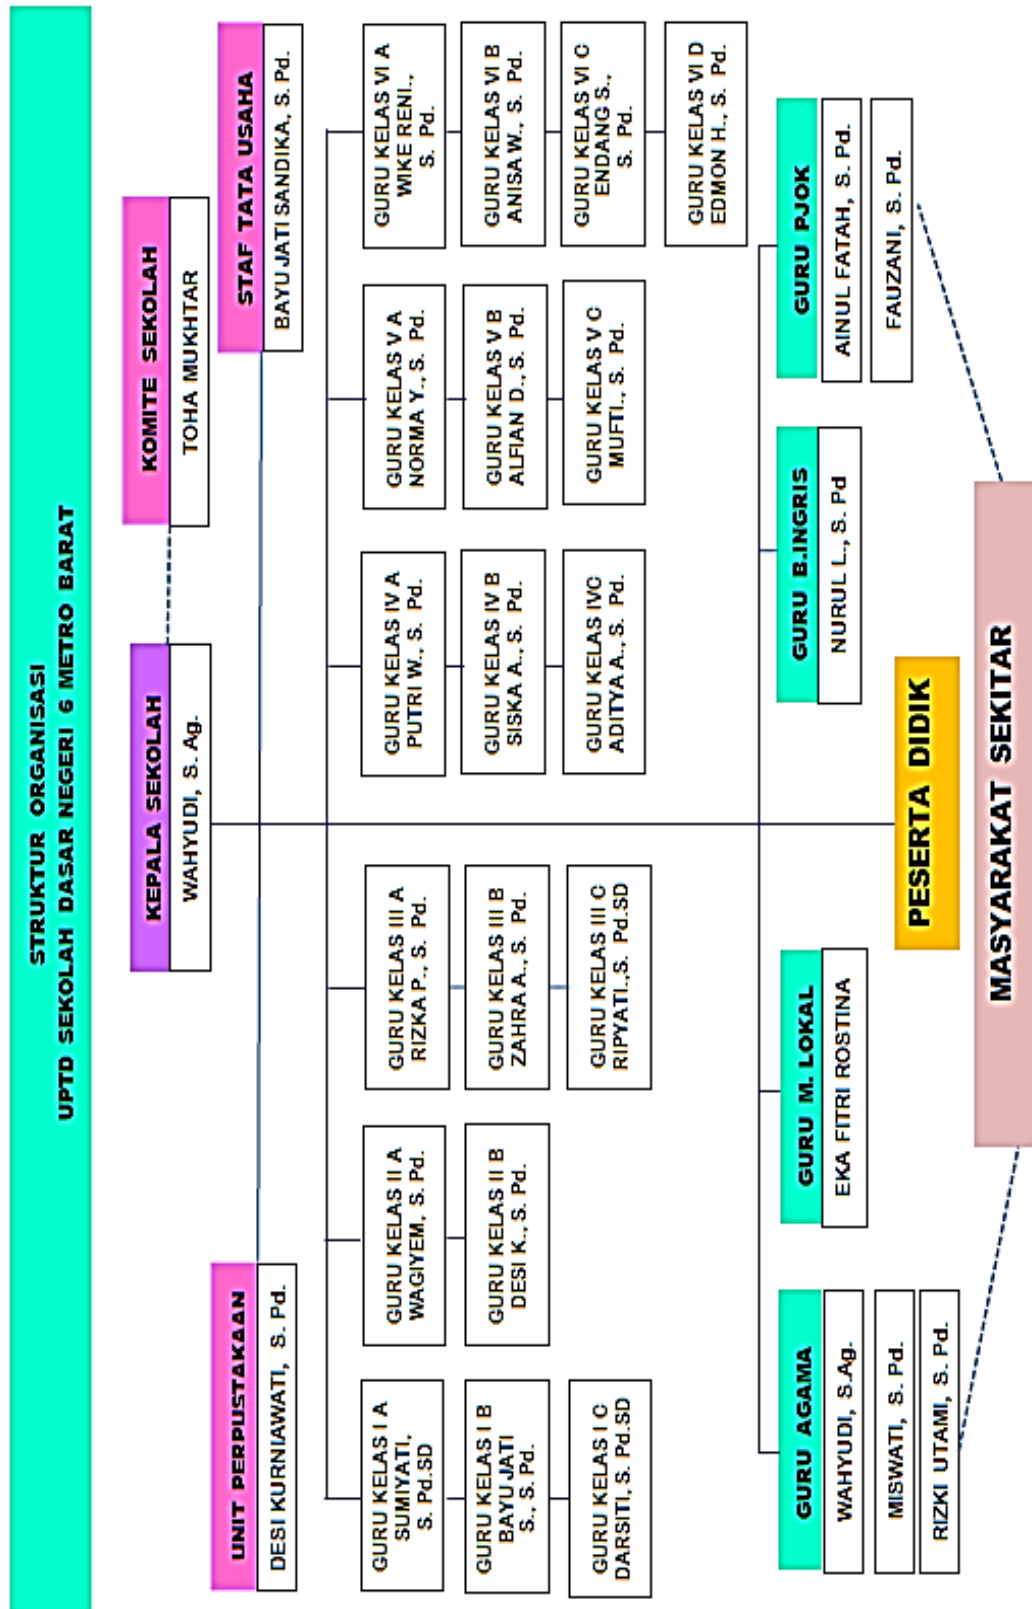 STRUKTUR ORGANISASI
UPTD SEKOLAH DASAR NEGERI 6 METRO BARAT
KEPALA SEKOLAH
WAHYUDI, S. Ag.
KOMITE SEKOLAH
TOHA MUKHTAR
UNIT PERPUSTAKAAN
DESI KURNIAWATI, S. Pd.
STAF TATA USAHA
BAYU JATI SANDIKA, S. Pd.
GURU KELAS I A
SUMIYATI,
S. Pd.SD
GURU KELAS I B
BAYU JATI
S., S. Pd.
GURU KELAS I C
DARSITI, S. Pd.SD
GURU KELAS II A
WAGIYEM, S. Pd.
GURU KELAS II B
DESI K., S. Pd.
GURU KELAS III A
RIZKA P., S. Pd.
GURU KELAS III B
ZAHRA A., S. Pd.
GURU KELAS III C
RIPYATI.,S. Pd.SD
GURU KELAS IV A
PUTRI W., S. Pd.
GURU KELAS IV B
SISKA A., S. Pd.
GURU KELAS IVC
ADITYA A., S. Pd.
GURU KELAS V A
NORMA Y., S. Pd.
GURU KELAS V B
ALFIAN D., S. Pd.
GURU KELAS V C
MUFTI., S. Pd.
GURU KELAS VI A
WIKE RENI.,
S. Pd.
GURU KELAS VI B
ANISA W., S. Pd.
GURU KELAS VI C
ENDANG S.,
S. Pd.
GURU KELAS VI D
EDMON H., S. Pd.
GURU AGAMA
WAHYUDI, S.Ag.
MISWATI, S. Pd.
RIZKI UTAMI, S. Pd.
GURU M. LOKAL
EKA FITRI ROSTINA
GURU B.INGRIS
NURUL L., S. Pd
GURU PJOK
AINUL FATAH, S. Pd.
FAUZANI, S. Pd.
PESERTA DIDIK
MASYARAKAT SEKITAR